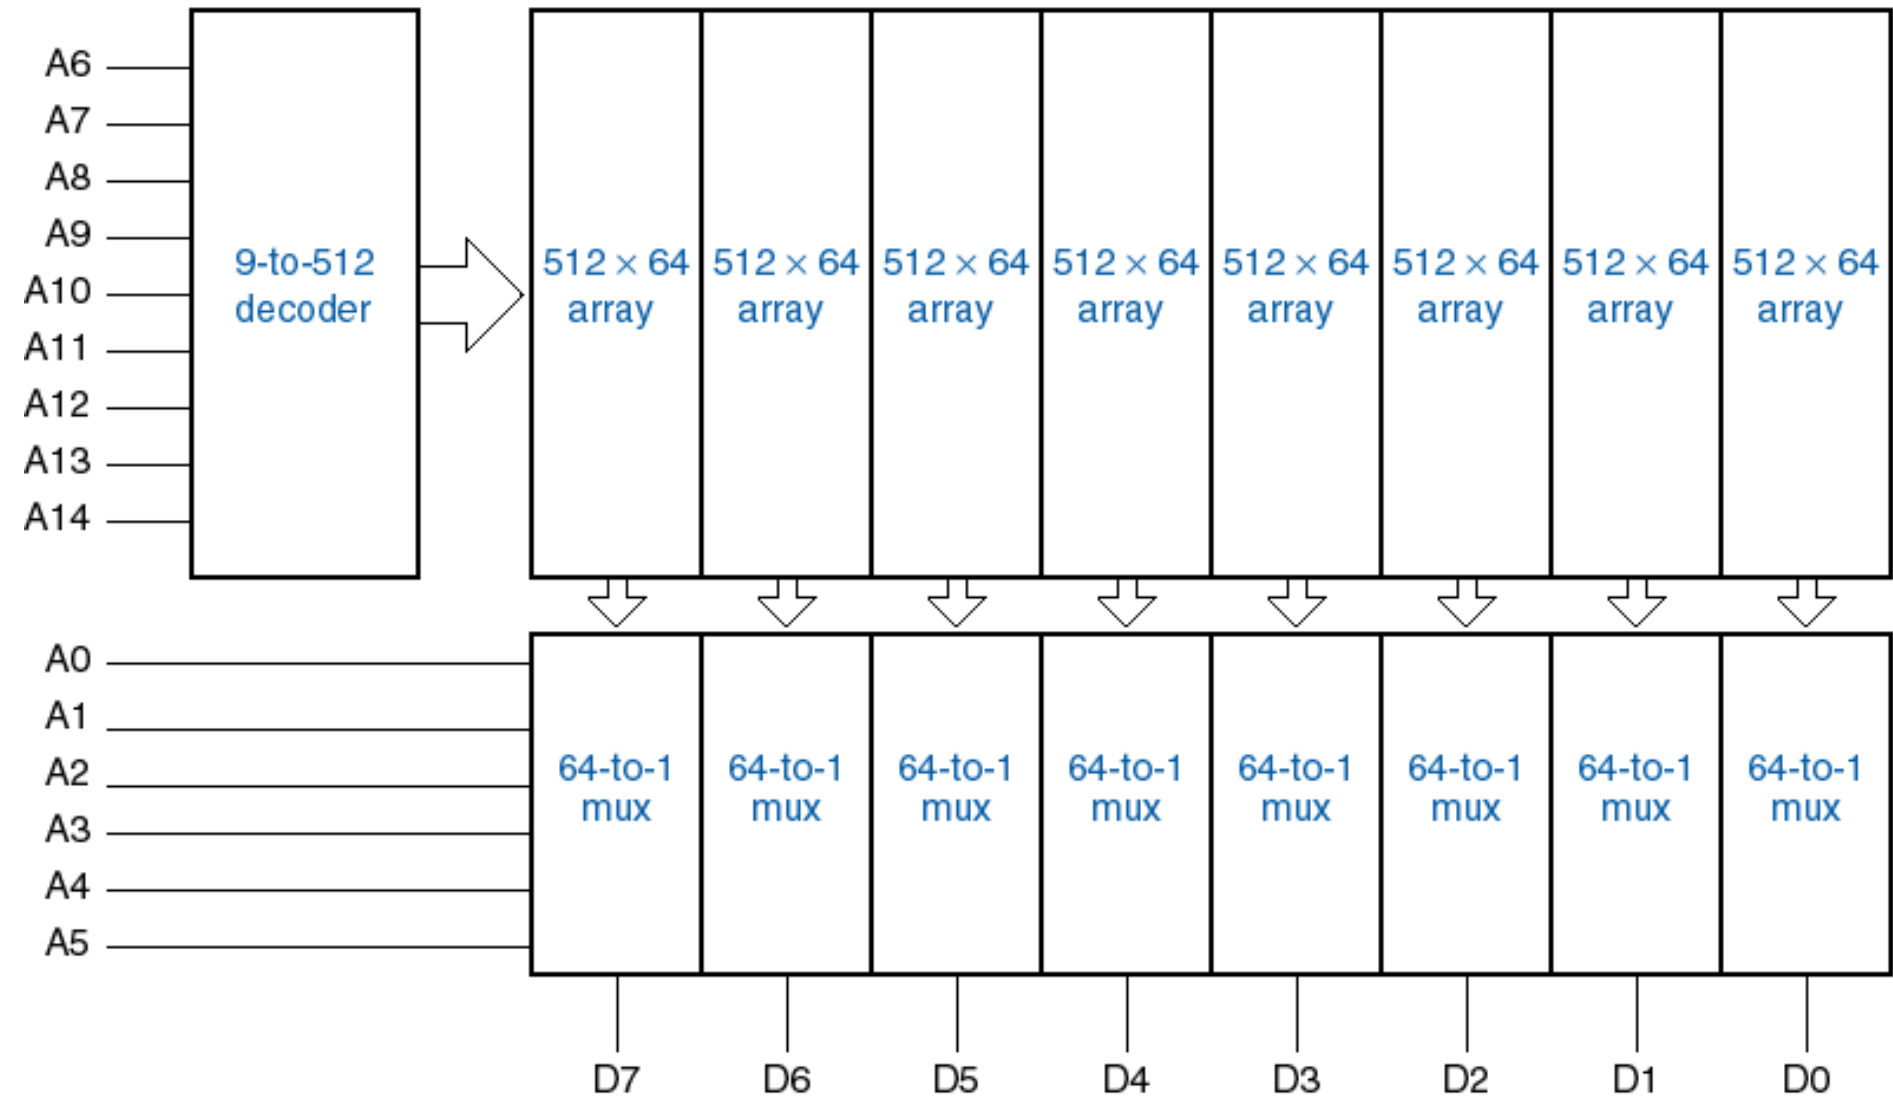 A6
A7
A8
A9
A10
A11
A12
A13
A14
9-to-512
decoder
512 × 64 512 × 64 512 × 64 512 × 64 512 × 64 512 × 64 512 × 64 512 × 64
array array array array array array array array
A0
A1
A2
A3
A4
A5
64-to-1 64-to-1 64-to-1 64-to-1 64-to-1 64-to-1 64-to-1 64-to-1
mux mux mux mux mux mux mux mux
D7 D6 D5 D4 D3 D2 D1 D0